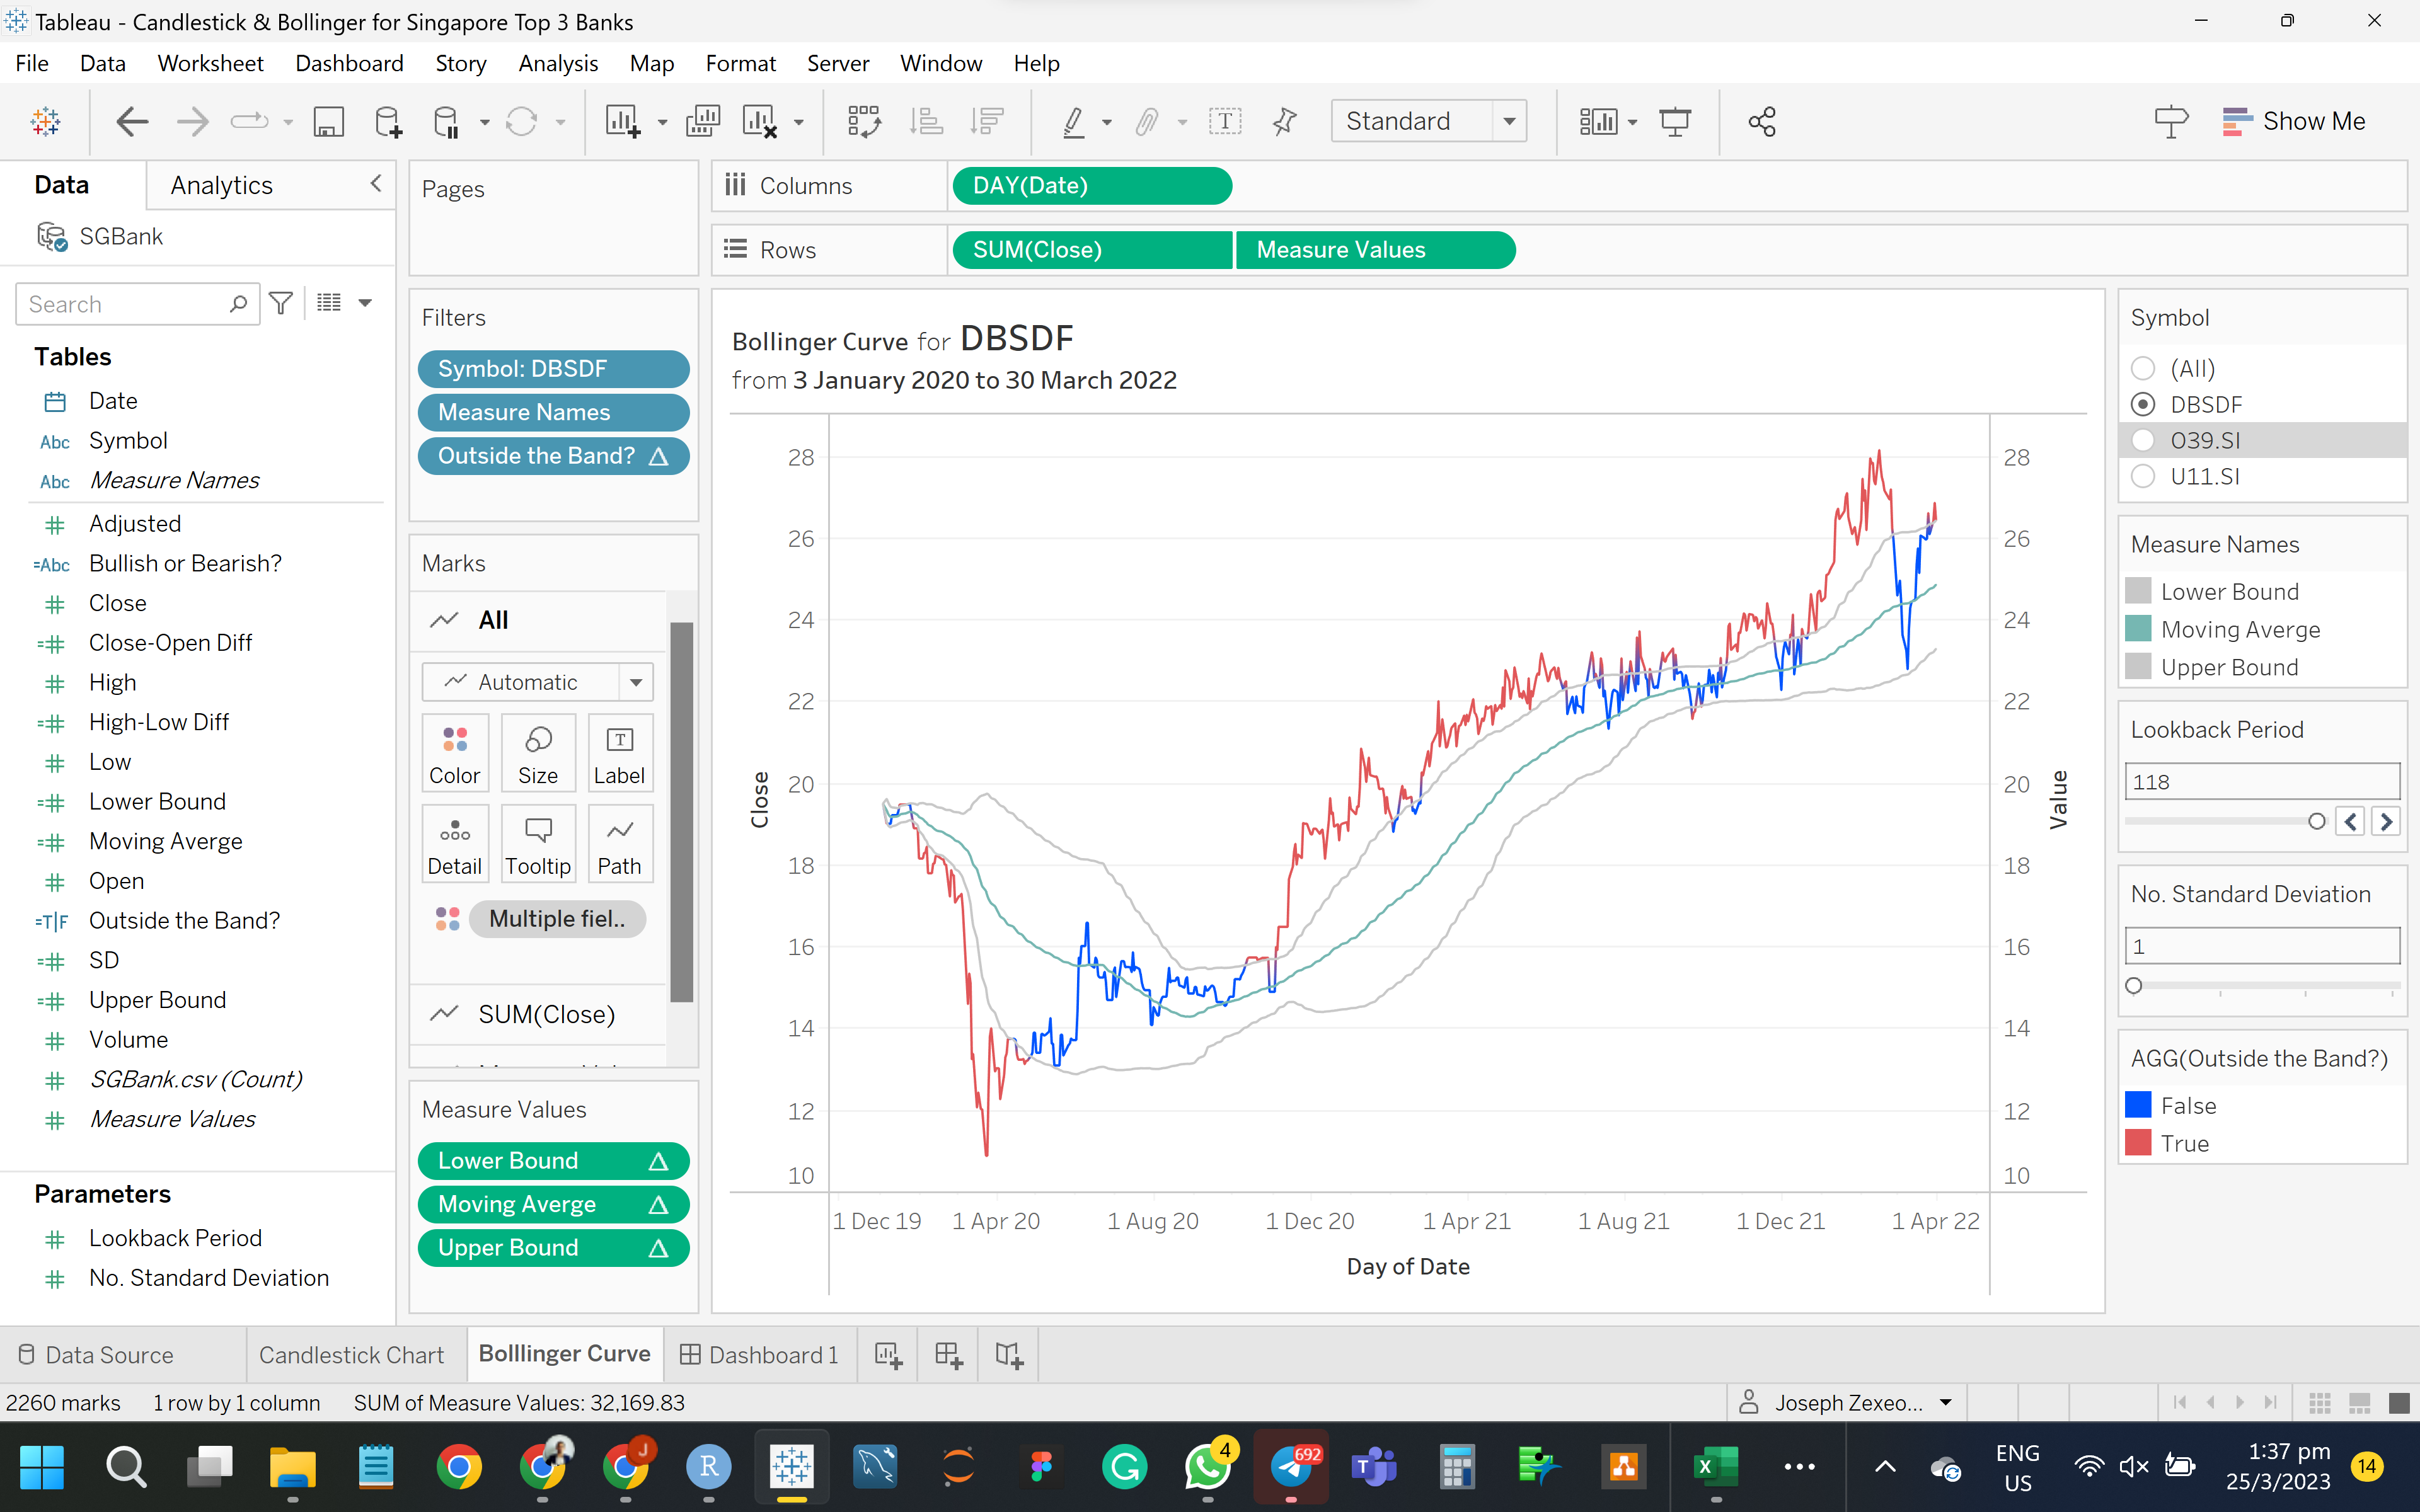 Tableau - Candlestick & Bollinger for Singapore Top 3 Banks
File Data Worksheet Dashboard Story Analysis Map Format Server Window Help
Standard
Show Me
Data
Analytics
SGBank
Search
Tables
Date
Abc Symbol
Abc Measure Names
Adjusted
=Abc Bullish or Bearish?
Close
Close-Open Diff
High
High-Low Diff
Low
Lower Bound
Moving Averge
Open
=T|F Outside the Band?
SD
Upper Bound
Volume
SGBank.csv (Count)
Measure Values
Parameters
Lookback Period
No. Standard Deviation
Pages
Filters
Symbol: DBSDF
Measure Names
Outside the Band?
Marks
All
Automatic
Color Size Label
Detail Tooltip Path
Multiple fiel..
SUM(Close)
Measure Values
Lower Bound
Moving Averge
Upper Bound
Columns DAY(Date)
Rows SUM(Close) Measure Values
Bollinger Curve for DBSDF
from 3 January 2020 to 30 March 2022
28
26
24
22
20
18
16
14
12
10
Close
28
26
24
22
20
18
16
14
12
10
Value
1 Dec 19 1 Apr 20 1 Aug 20 1 Dec 20 1 Apr 21 1 Aug 21 1 Dec 21 1 Apr 22
Day of Date
Symbol
(All)
DBSDF
O39.SI
U11.SI
Measure Names
Lower Bound
Moving Averge
Upper Bound
Lookback Period
118
No. Standard Deviation
1
AGG(Outside the Band?)
False
True
Data Source Candlestick Chart Bolllinger Curve Dashboard 1
2260 marks 1 row by 1 column SUM of Measure Values: 32,169.83
Joseph Zexeo...
J
R
G
4
692
T
X
ENG
US
1:37 pm
25/3/2023
14